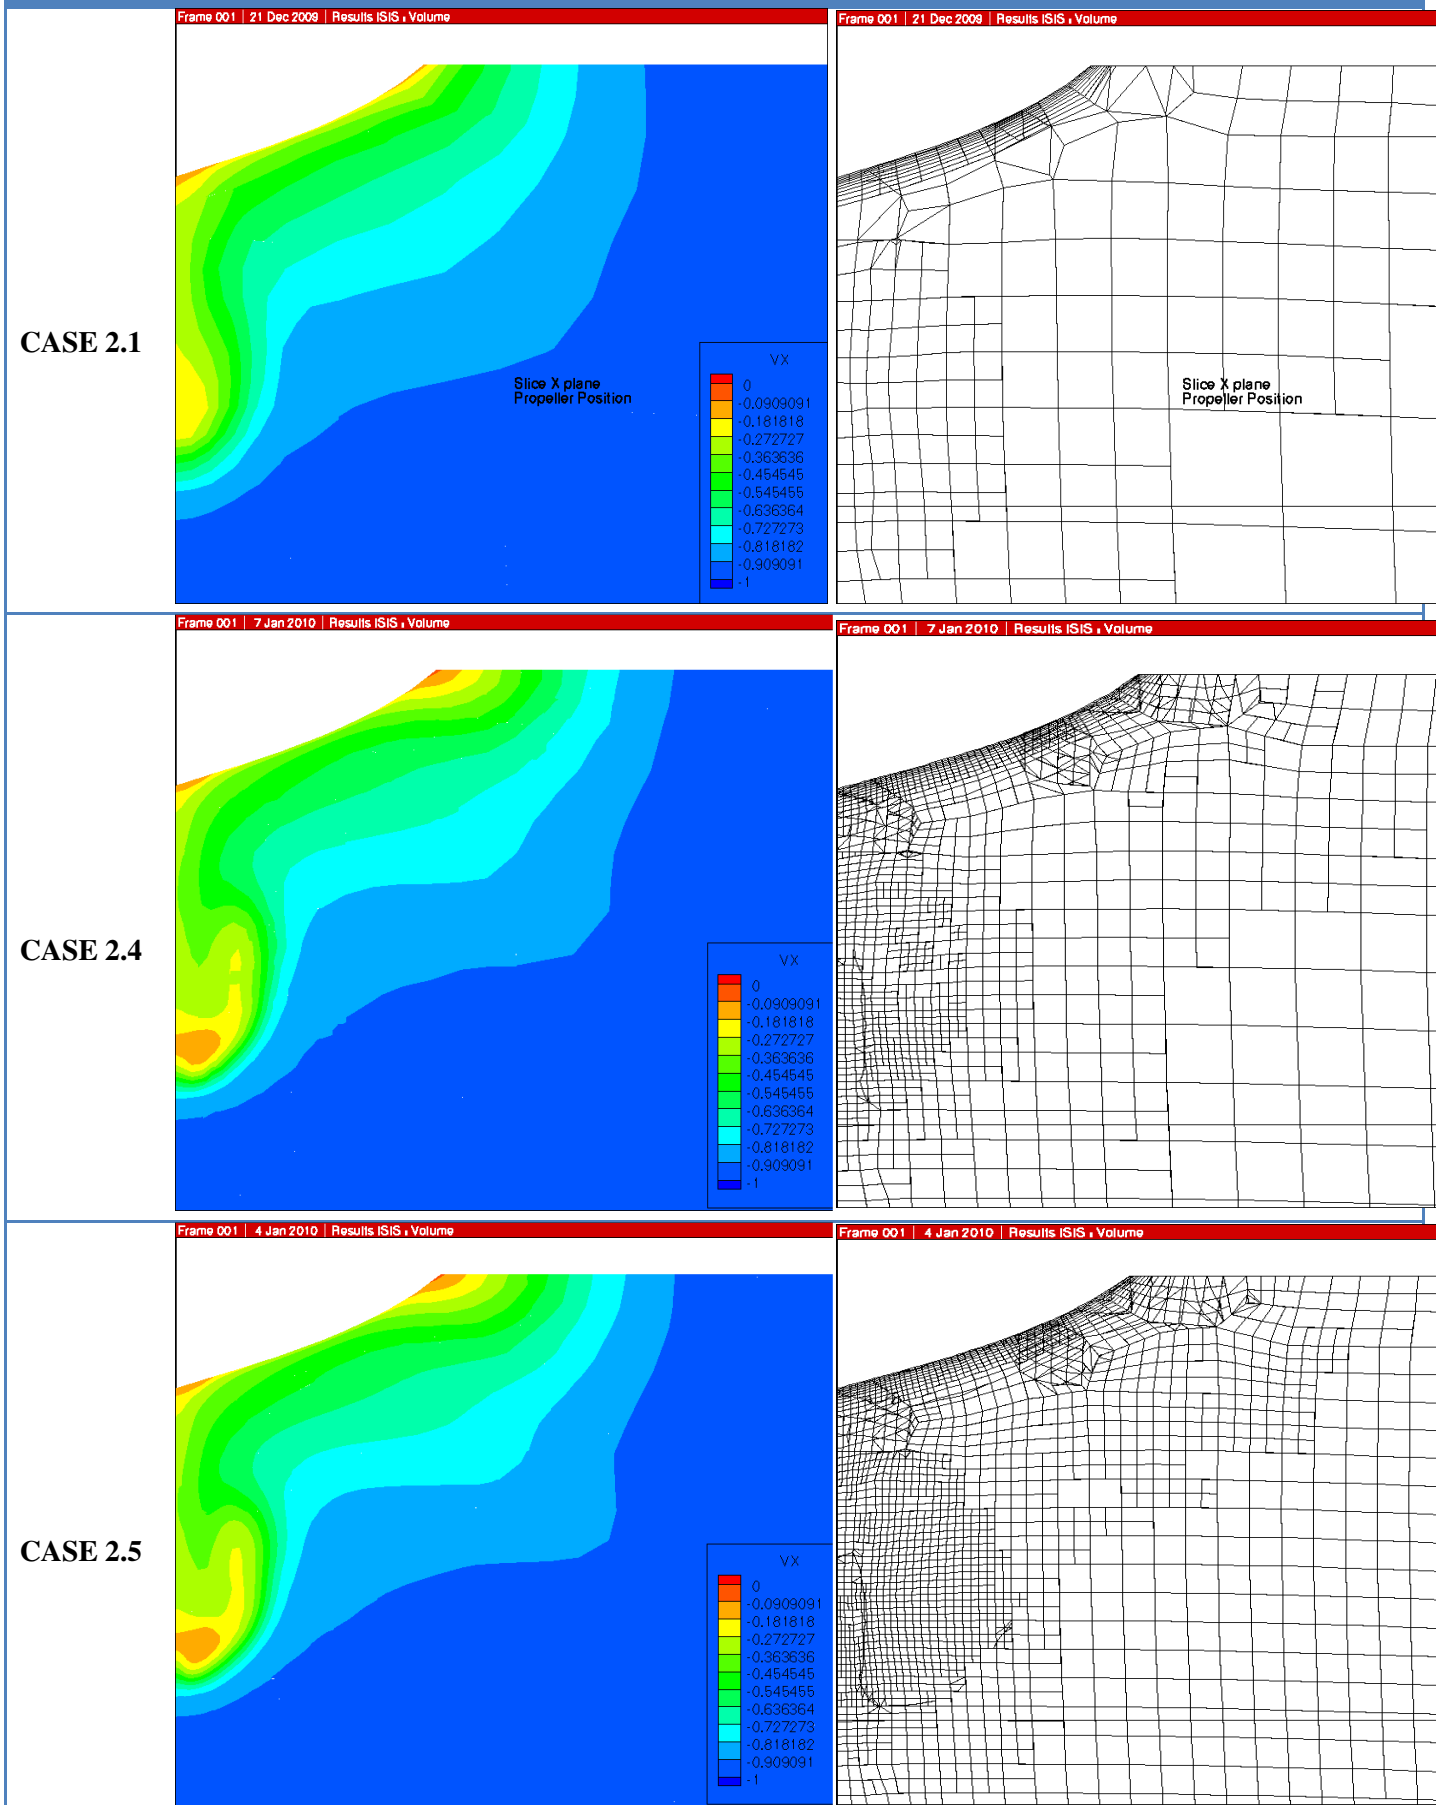 Frame 001 | 21 Dec 2009 | Results ISIS, Volume
Frame 001 | 21 Dec 2009 | Results ISIS, Volume
CASE 2.1
Slice X plane
Propeller Position
VX
0
-0.0909091
-0.181818
-0.272727
-0.363636
-0.454545
-0.545455
-0.636364
-0.727273
-0.818182
-0.909091
-1
Slice X plane
Propeller Position
Frame 001 | 7 Jan 2010 | Results ISIS, Volume
Frame 001 | 7 Jan 2010 | Results ISIS, Volume
CASE 2.4
VX
0
-0.0909091
-0.181818
-0.272727
-0.363636
-0.454545
-0.545455
-0.636364
-0.727273
-0.818182
-0.909091
-1
Frame 001 | 4 Jan 2010 | Results ISIS, Volume
Frame 001 | 4 Jan 2010 | Results ISIS, Volume
CASE 2.5
VX
0
-0.0909091
-0.181818
-0.272727
-0.363636
-0.454545
-0.545455
-0.636364
-0.727273
-0.818182
-0.909091
-1